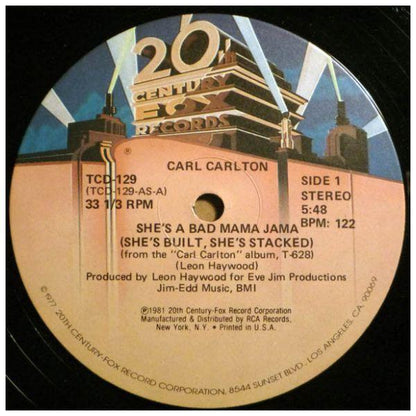 20th
CENTURY
FOX
RECORDS
®
CARL CARLTON
TCD-129
(TCD-129-AS-A)
33 1/3 RPM
SIDE 1
STEREO
5:48
BPM: 122
SHE'S A BAD MAMA JAMA
(SHE'S BUILT, SHE'S STACKED)
(from the "Carl Carlton" album, T-628)
(Leon Haywood)
Produced by Leon Haywood for Eve Jim Productions
Jim-Edd Music, BMI
℗1981 20th Century-Fox Record Corporation
Manufactured & Distributed by RCA Records,
New York, N.Y. • Printed in U.S.A.
©1977 20TH CENTURY-FOX RECORD CORPORATION, 8544 SUNSET BLVD., LOS ANGELES, CA. 90069